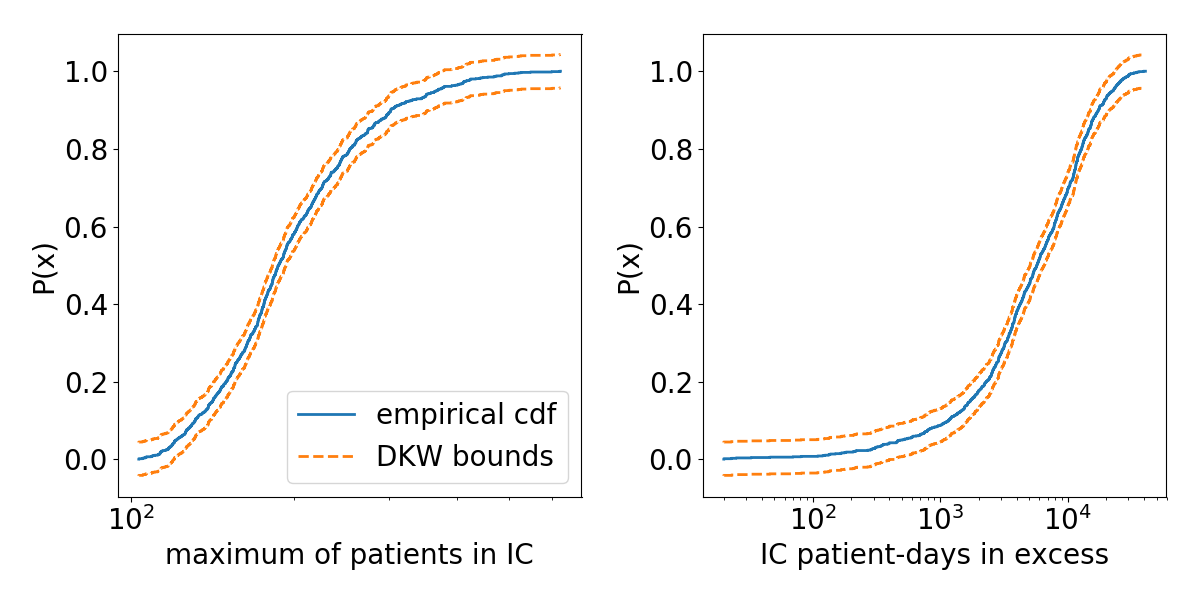 P(x)
1.0
0.8
0.6
0.4
0.2
0.0
empirical cdf
DKW bounds
10²
maximum of patients in IC
P(x)
1.0
0.8
0.6
0.4
0.2
0.0
10² 10³ 10⁴
IC patient-days in excess